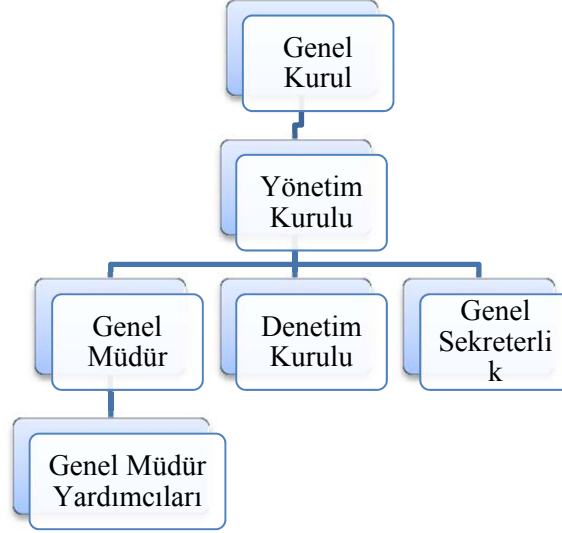 Genel
Kurul
Yönetim
Kurulu
Genel
Müdür
Denetim
Kurulu
Genel
Sekreterli
k
Genel Müdür
Yardımcıları